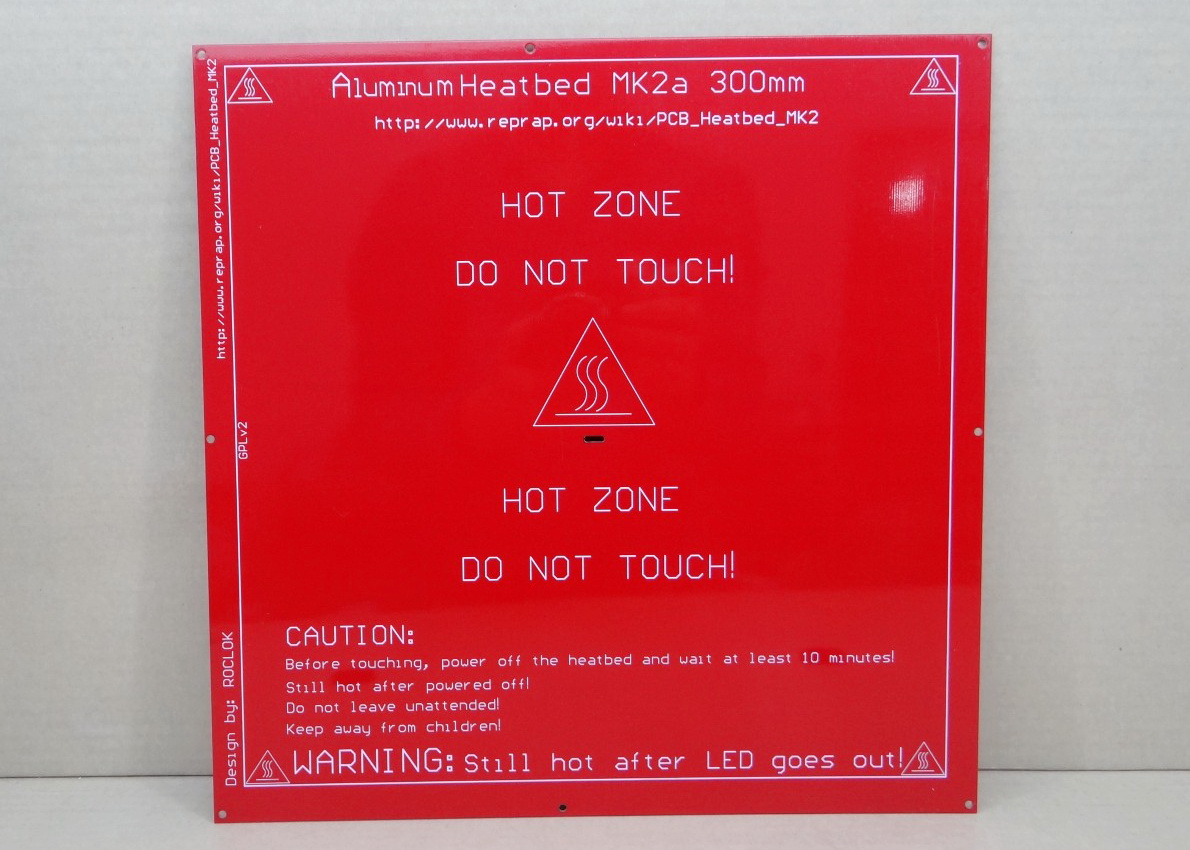 Aluminum Heatbed MK2a 300mm
http://www.reprap.org/wiki/PCB_Heatbed_MK2
http://www.reprap.org/wiki/PCB_Heatbed_MK2
HOT ZONE
DO NOT TOUCH!
GPLv2
HOT ZONE
DO NOT TOUCH!
Design by: ROCLOK
CAUTION:
Before touching, power off the heatbed and wait at least 10 minutes!
Still hot after powered off!
Do not leave unattended!
Keep away from children!
WARNING: Still hot after LED goes out!